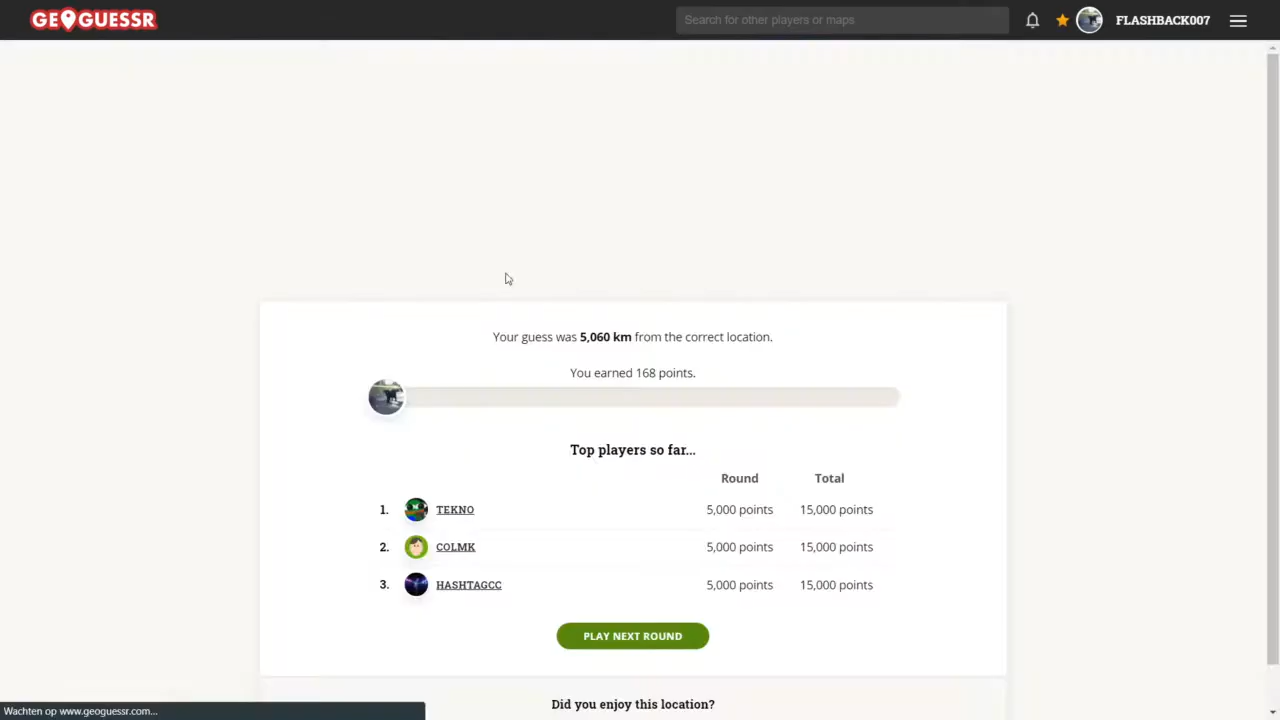 GEOGUESSR
Search for other players or maps
FLASHBACK007
Your guess was 5,060 km from the correct location.
You earned 168 points.
Top players so far...
Round Total
1. TEKNO 5,000 points 15,000 points
2. COLMK 5,000 points 15,000 points
3. HASHTAGCC 5,000 points 15,000 points
PLAY NEXT ROUND
Did you enjoy this location?
Wachten op www.geoguessr.com...